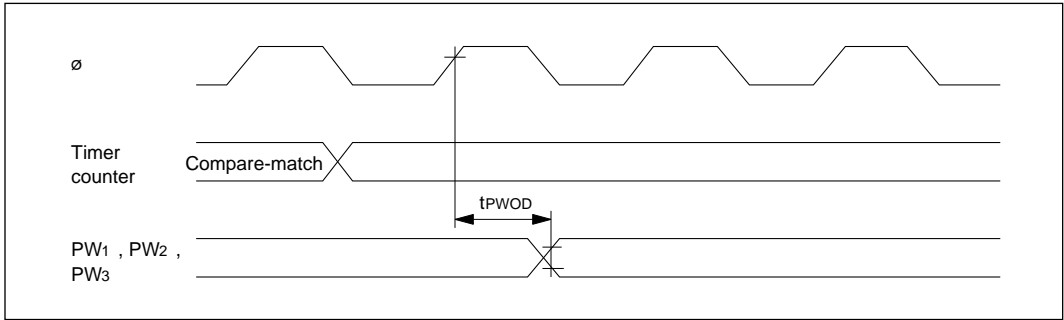 ø
Timer
counter
Compare-match
tPWOD
PW1 , PW2 ,
PW3